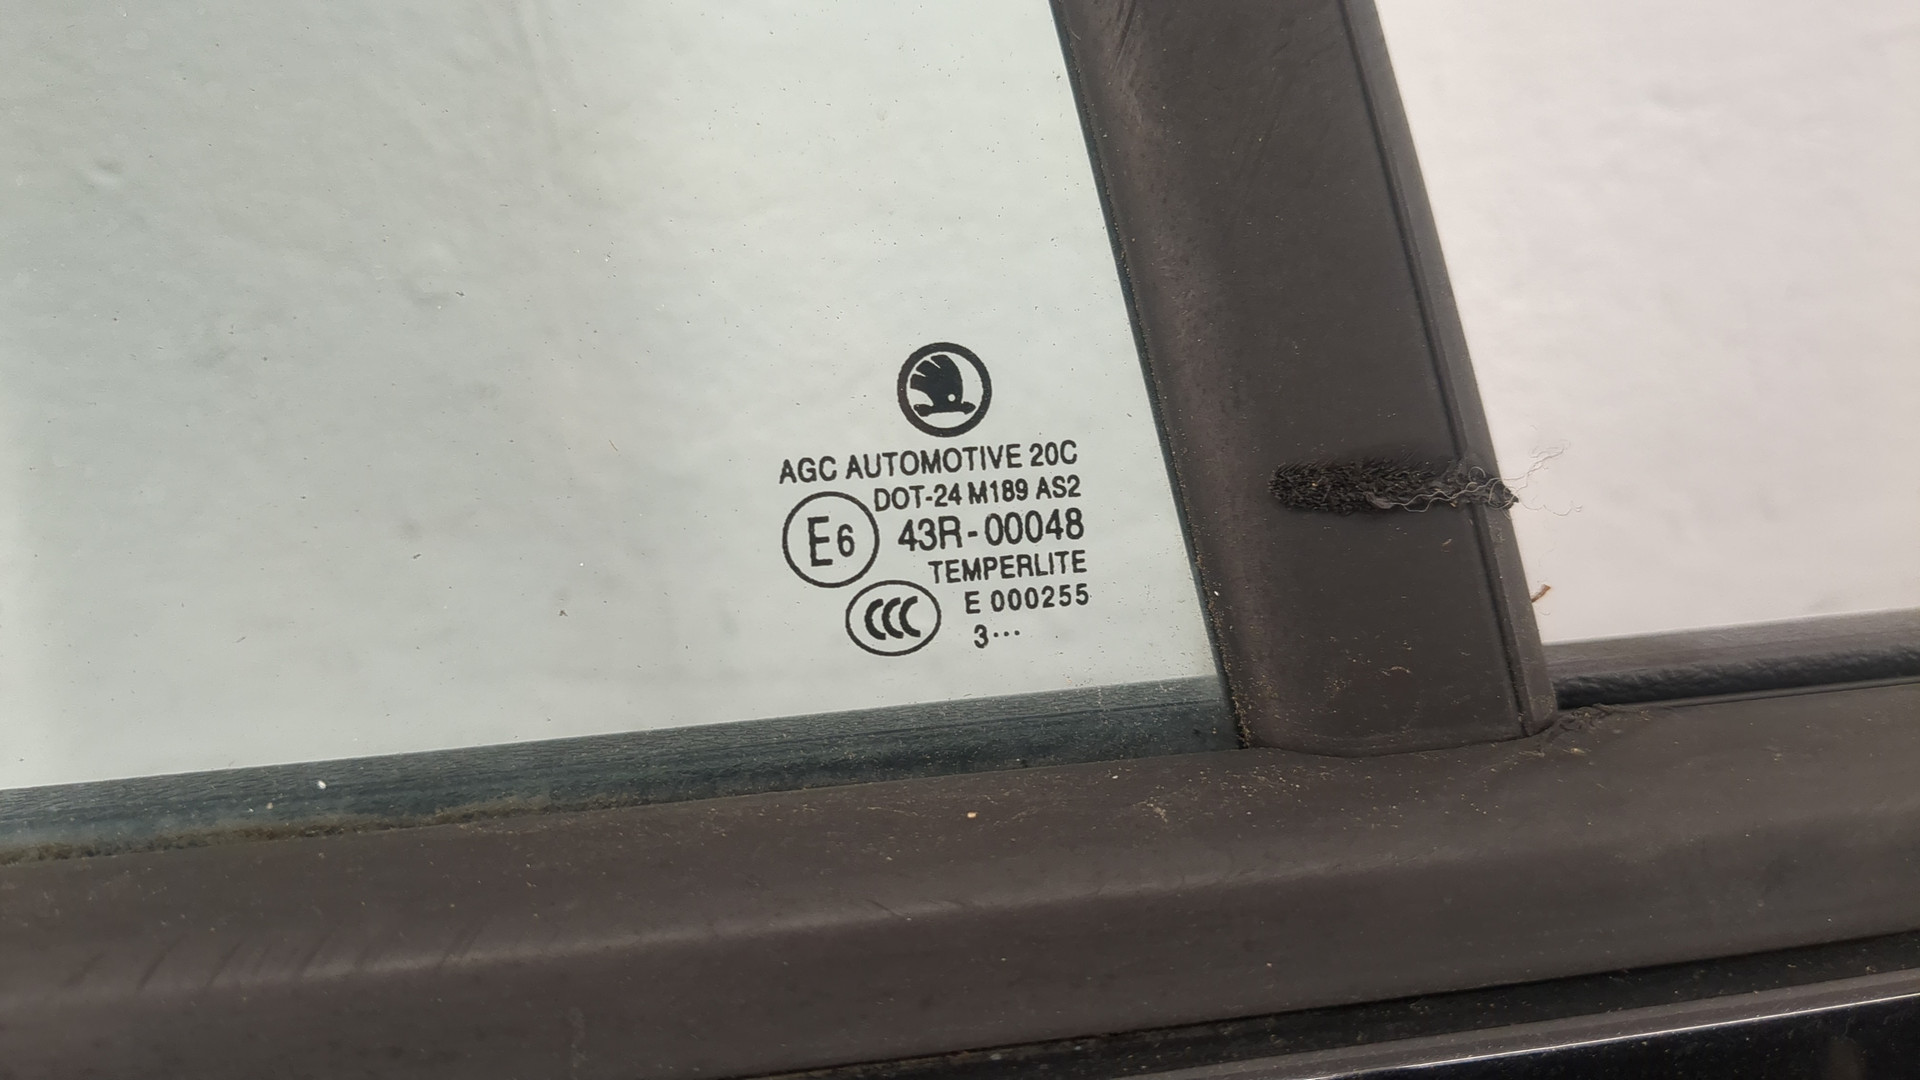 AGC AUTOMOTIVE 20C
DOT-24 M189 AS2
E6 43R-00048
TEMPERLITE
CCC E 000255
3...